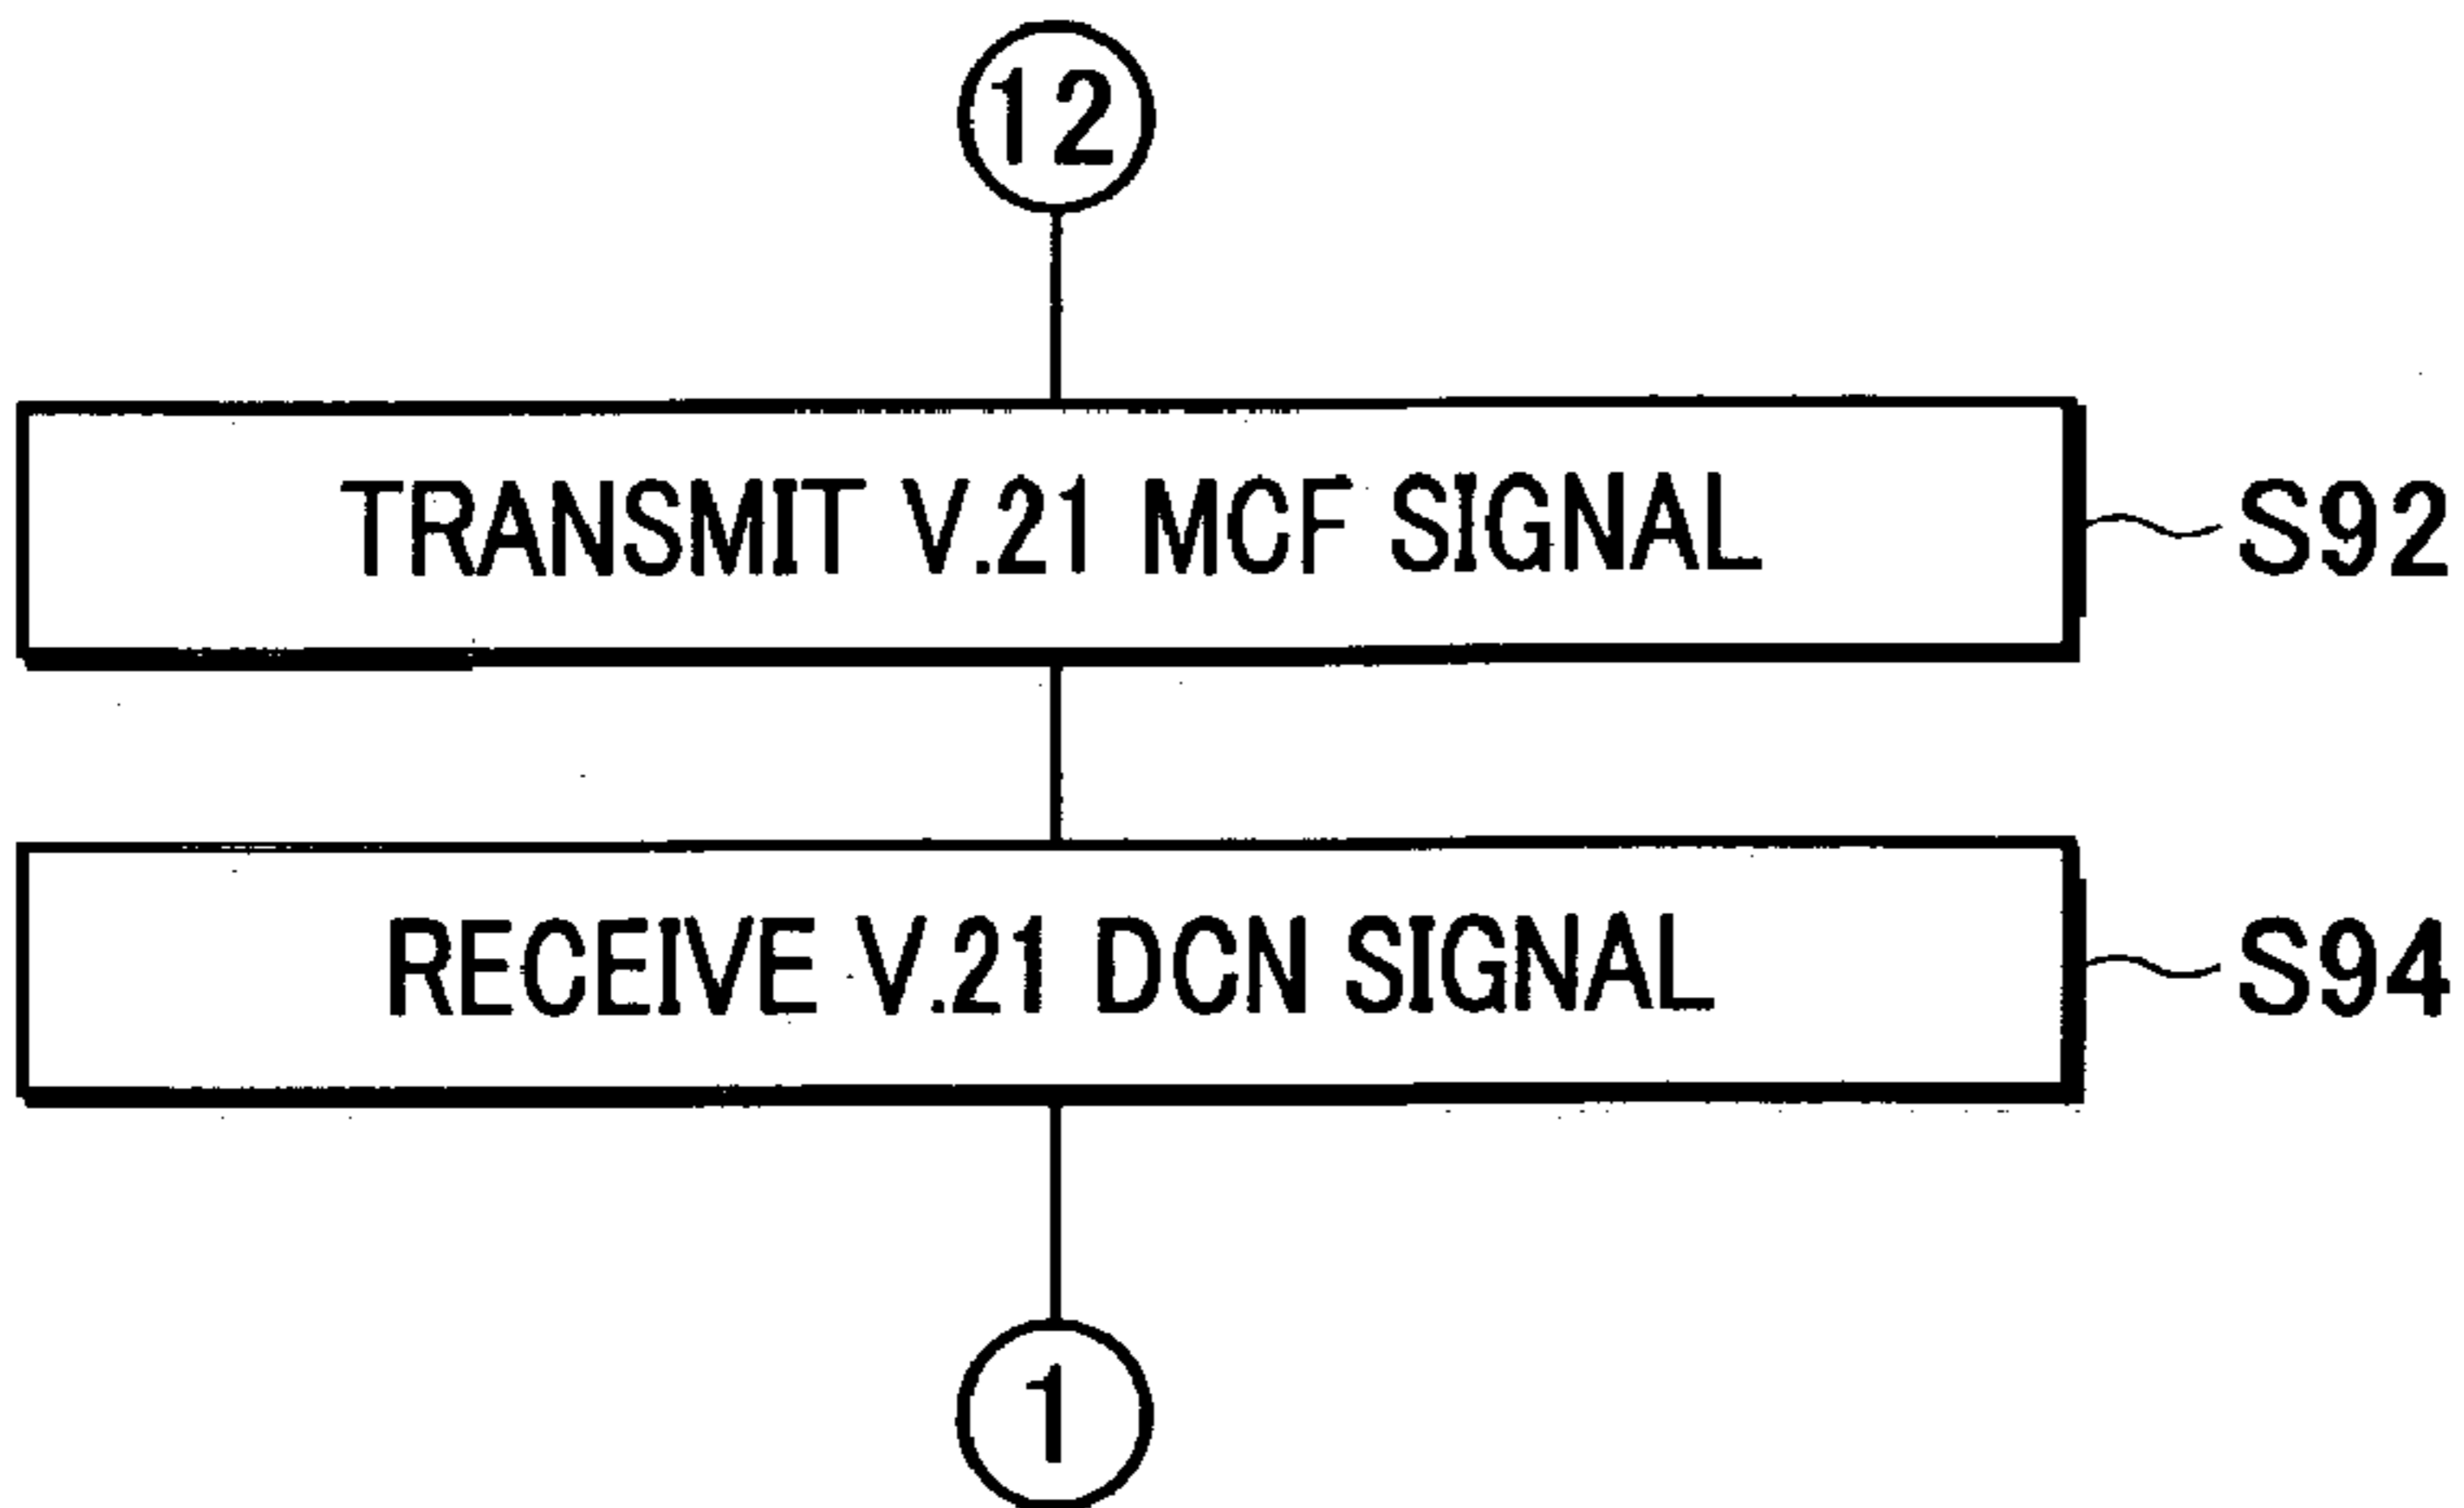 12
TRANSMIT V.21 MCF SIGNAL
S92
RECEIVE V.21 DCN SIGNAL
S94
1